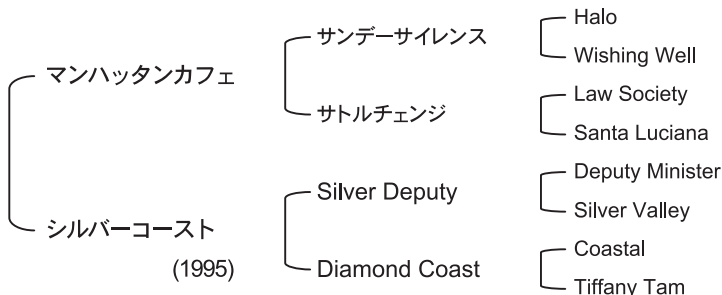 マンハッタンカフェ
サンデーサイレンス
Halo
Wishing Well
サトルチェンジ
Law Society
Santa Luciana
シルバーコースト
(1995)
Silver Deputy
Deputy Minister
Silver Valley
Diamond Coast
Coastal
Tiffany Tam